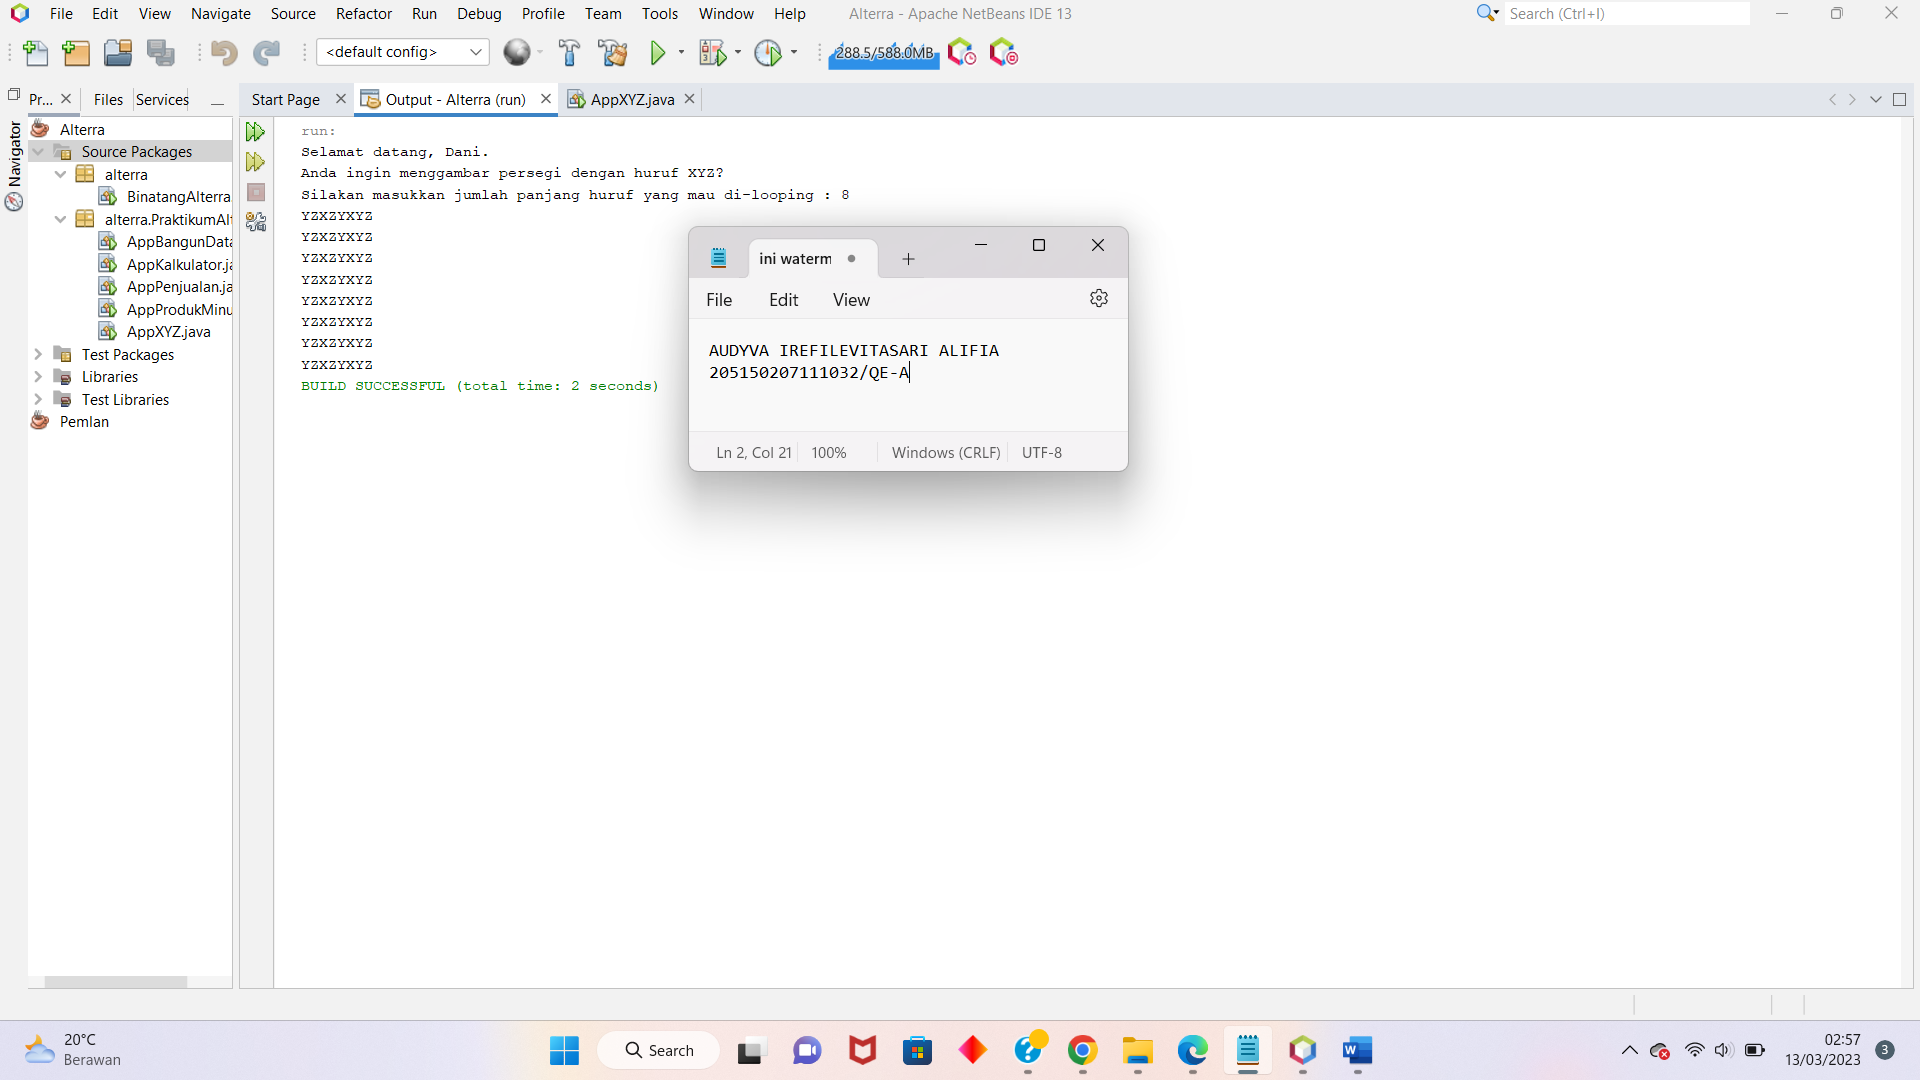 File Edit View Navigate Source Refactor Run Debug Profile Team Tools Window Help Alterra - Apache NetBeans IDE 13 Search (Ctrl+I)
<default config> 288.5/588.0MB
Pr... Files Services Start Page Output - Alterra (run) AppXYZ.java
Navigator
Alterra
Source Packages
alterra
BinatangAlterra
alterra.PraktikumAlt
AppBangunData
AppKalkulator.ja
AppPenjualan.ja
AppProdukMinu
AppXYZ.java
Test Packages
Libraries
Test Libraries
Pemlan
run:
Selamat datang, Dani.
Anda ingin menggambar persegi dengan huruf XYZ?
Silakan masukkan jumlah panjang huruf yang mau di-looping : 8
YZXZYXYZ
YZXZYXYZ
YZXZYXYZ
YZXZYXYZ
YZXZYXYZ
YZXZYXYZ
YZXZYXYZ
YZXZYXYZ
BUILD SUCCESSFUL (total time: 2 seconds)
ini waterm
File Edit View
AUDYVA IREFILEVITASARI ALIFIA
205150207111032/QE-A
Ln 2, Col 21 100% Windows (CRLF) UTF-8
20°C
Berawan
Search
02:57
13/03/2023
3